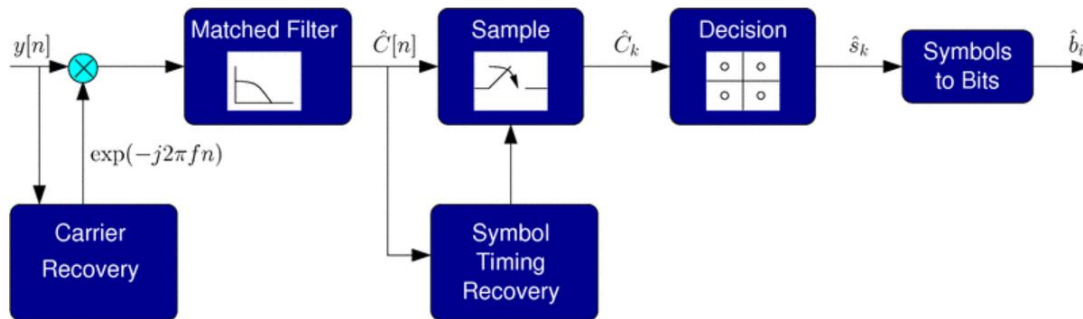 y[n]
Matched Filter
Ĉ[n]
Sample
Ĉ_k
Decision
ŝ_k
Symbols
to Bits
b̂_i
exp(−j2πfn)
Carrier
Recovery
Symbol
Timing
Recovery